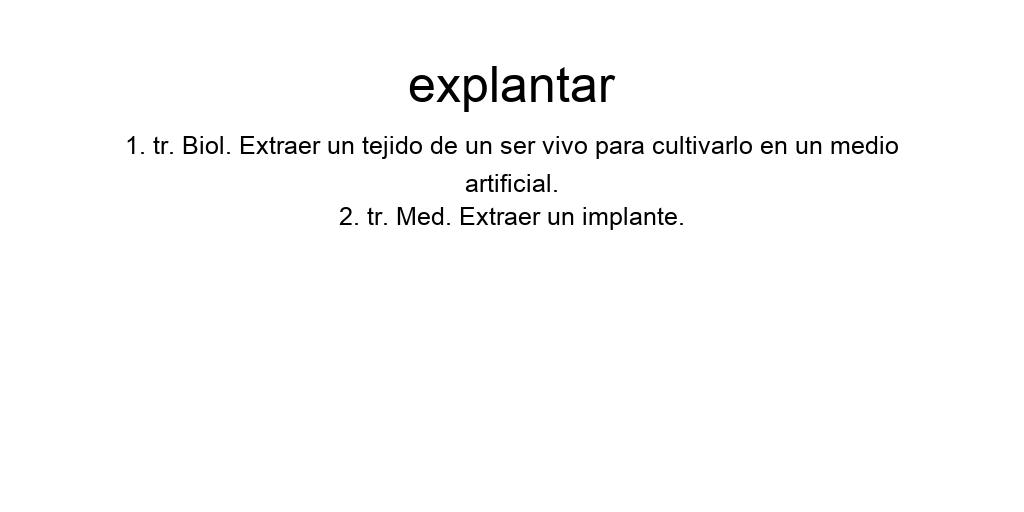 explantar
1. tr. Biol. Extraer un tejido de un ser vivo para cultivarlo en un medio
artificial.
2. tr. Med. Extraer un implante.